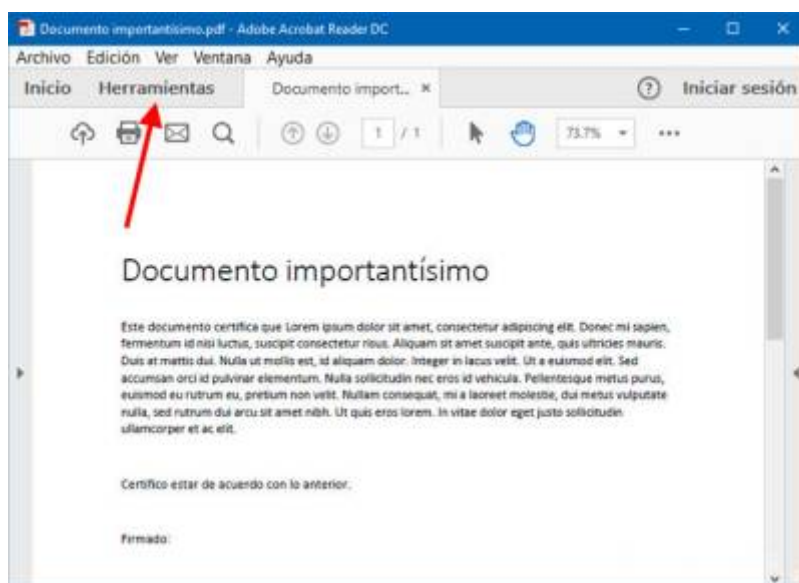 Documento importantísimo.pdf - Adobe Acrobat Reader DC
Archivo Edición Ver Ventana Ayuda
Inicio Herramientas Documento import... × ? Iniciar sesión
1 / 1 73.7%
Documento importantísimo
Este documento certifica que Lorem ipsum dolor sit amet, consectetur adipiscing elit. Donec mi sapien,
fermentum id nisi luctus, suscipit consectetur risus. Aliquam sit amet suscipit ante, quis ultricies mauris.
Duis at mattis dui. Nulla ut mollis est, id aliquam dolor. Integer in lacus velit. Ut a euismod elit. Sed
accumsan orci id pulvinar elementum. Nulla sollicitudin nec eros id vehicula. Pellentesque metus purus,
euismod eu rutrum eu, pretium non velit. Nullam consequat, mi a laoreet molestie, dui metus vulputate
nulla, sed rutrum dui arcu sit amet nibh. Ut quis eros lorem. In vitae dolor eget justo sollicitudin
ullamcorper et ac elit.
Certifico estar de acuerdo con lo anterior.
Firmado: